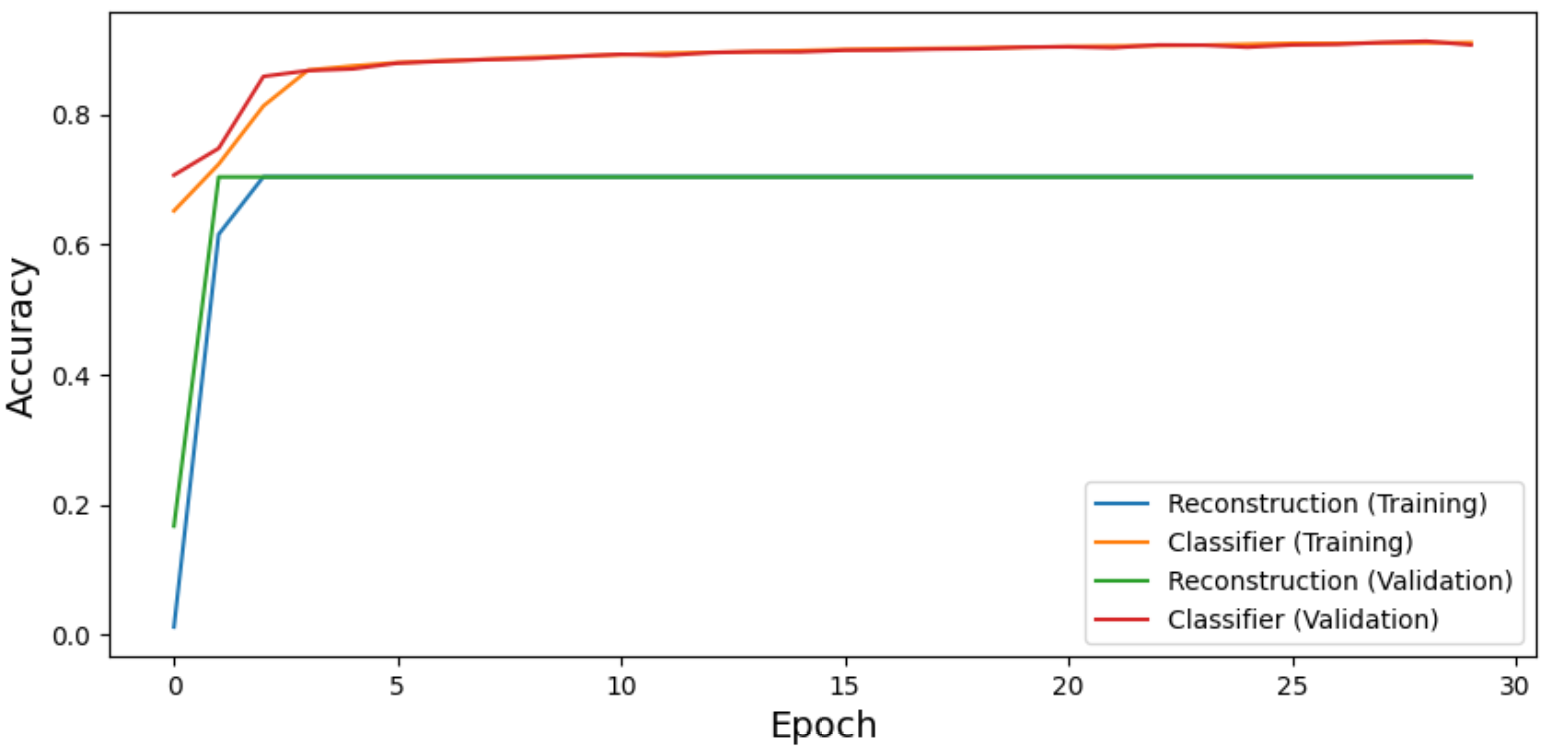 Accuracy
0.8
0.6
0.4
0.2
0.0
Reconstruction (Training)
Classifier (Training)
Reconstruction (Validation)
Classifier (Validation)
0 5 10 15 20 25 30
Epoch